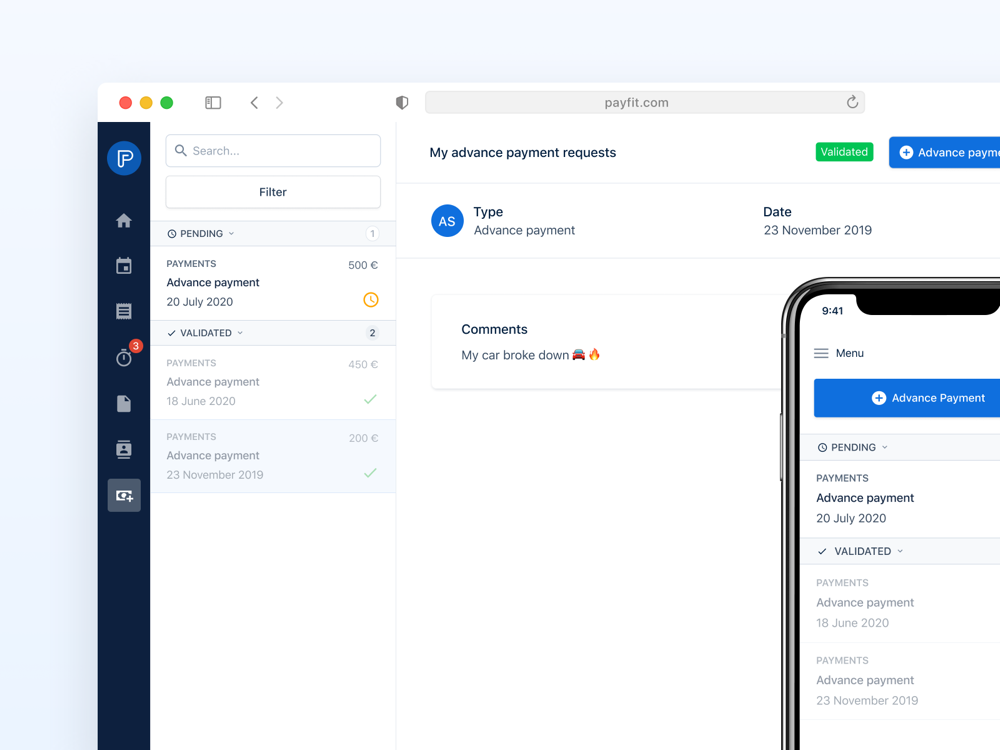 payfit.com
P
Search...
Filter
PENDING 1
PAYMENTS 500 €
Advance payment
20 July 2020
VALIDATED 2
PAYMENTS 450 €
Advance payment
18 June 2020
PAYMENTS 200 €
Advance payment
23 November 2019
3
My advance payment requests
Validated
Advance payme
AS
Type
Advance payment
Date
23 November 2019
Comments
My car broke down 🚘🔥
9:41
Menu
Advance Payment
PENDING
PAYMENTS
Advance payment
20 July 2020
VALIDATED
PAYMENTS
Advance payment
18 June 2020
PAYMENTS
Advance payment
23 November 2019